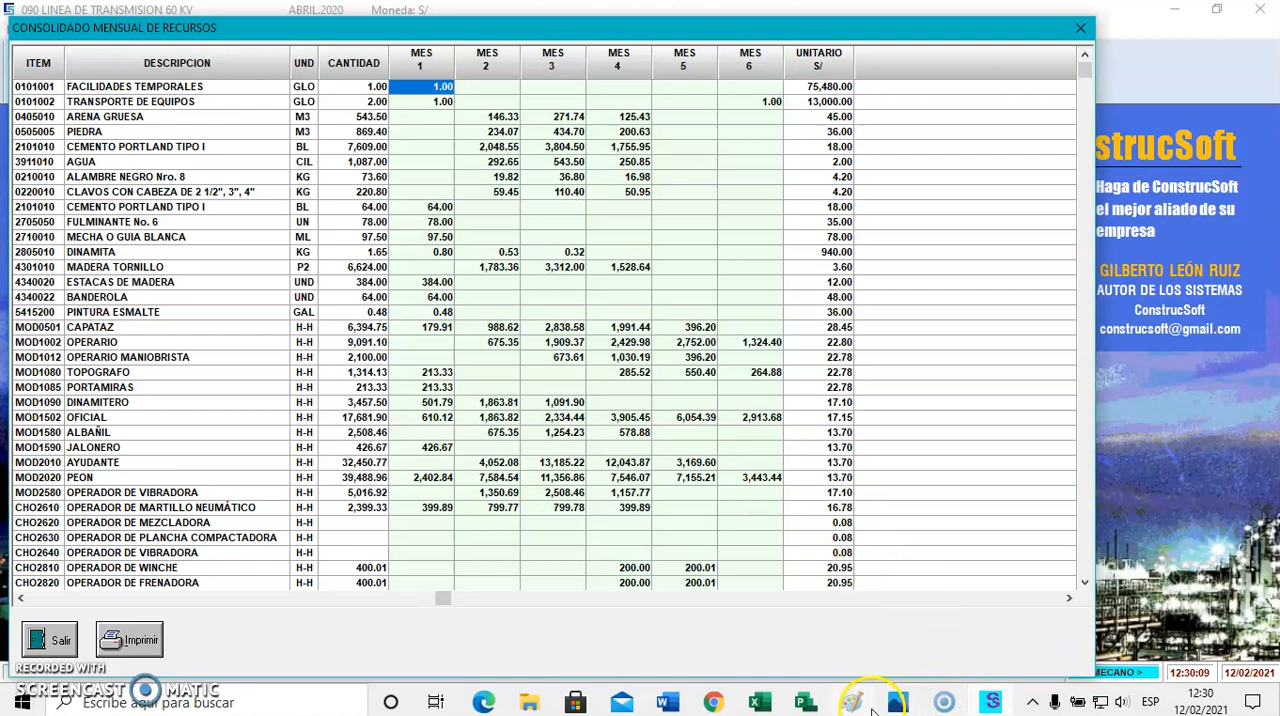 090 LINEA DE TRANSMISION 60 KV ABRIL.2020 Moneda: S/
CONSOLIDADO MENSUAL DE RECURSOS
ITEM DESCRIPCION UND CANTIDAD MES 1 MES 2 MES 3 MES 4 MES 5 MES 6 UNITARIO S/
0101001 FACILIDADES TEMPORALES GLO 1.00 1.00 75,480.00
0101002 TRANSPORTE DE EQUIPOS GLO 2.00 1.00 1.00 13,000.00
0405010 ARENA GRUESA M3 543.50 146.33 271.74 125.43 45.00
0505005 PIEDRA M3 869.40 234.07 434.70 200.63 36.00
2101010 CEMENTO PORTLAND TIPO I BL 7,609.00 2,048.55 3,804.50 1,755.95 18.00
3911010 AGUA CIL 1,087.00 292.65 543.50 250.85 2.00
0210010 ALAMBRE NEGRO Nro. 8 KG 73.60 19.82 36.80 16.98 4.20
0220010 CLAVOS CON CABEZA DE 2 1/2", 3", 4" KG 220.80 59.45 110.40 50.95 4.20
2101010 CEMENTO PORTLAND TIPO I BL 64.00 64.00 18.00
2705050 FULMINANTE No. 6 UN 78.00 78.00 35.00
2710010 MECHA O GUIA BLANCA ML 97.50 97.50 78.00
2805010 DINAMITA KG 1.65 0.80 0.53 0.32 940.00
4301010 MADERA TORNILLO P2 6,624.00 1,783.36 3,312.00 1,528.64 3.60
4340020 ESTACAS DE MADERA UND 384.00 384.00 12.00
4340022 BANDEROLA UND 64.00 64.00 48.00
5415200 PINTURA ESMALTE GAL 0.48 0.48 36.00
MOD0501 CAPATAZ H-H 6,394.75 179.91 988.62 2,838.58 1,991.44 396.20 28.45
MOD1002 OPERARIO H-H 9,091.10 675.35 1,909.37 2,429.98 2,752.00 1,324.40 22.80
MOD1012 OPERARIO MANIOBRISTA H-H 2,100.00 673.61 1,030.19 396.20 22.78
MOD1080 TOPOGRAFO H-H 1,314.13 213.33 285.52 550.40 264.88 22.78
MOD1085 PORTAMIRAS H-H 213.33 213.33 22.78
MOD1090 DINAMITERO H-H 3,457.50 501.79 1,863.81 1,091.90 17.10
MOD1502 OFICIAL H-H 17,681.90 610.12 1,863.82 2,334.44 3,905.45 6,054.39 2,913.68 17.15
MOD1580 ALBAÑIL H-H 2,508.46 675.35 1,254.23 578.88 13.70
MOD1590 JALONERO H-H 426.67 426.67 13.70
MOD2010 AYUDANTE H-H 32,450.77 4,052.08 13,185.22 12,043.87 3,169.60 13.70
MOD2020 PEON H-H 39,488.96 2,402.84 7,584.54 11,356.86 7,546.07 7,155.21 3,443.44 13.70
MOD2580 OPERADOR DE VIBRADORA H-H 5,016.92 1,350.69 2,508.46 1,157.77 17.10
CHO2610 OPERADOR DE MARTILLO NEUMÁTICO H-H 2,399.33 399.89 799.77 799.78 399.89 16.78
CHO2620 OPERADOR DE MEZCLADORA H-H 0.08
CHO2630 OPERADOR DE PLANCHA COMPACTADORA H-H 0.08
CHO2640 OPERADOR DE VIBRADORA H-H 0.08
CHO2810 OPERADOR DE WINCHE H-H 400.01 200.00 200.01 20.95
CHO2820 OPERADOR DE FRENADORA H-H 400.01 200.00 200.01 20.95
strucSoft
Haga de ConstrucSoft
el mejor aliado de su
empresa
GILBERTO LEÓN RUIZ
AUTOR DE LOS SISTEMAS
ConstrucSoft
construcsoft@gmail.com
Salir Imprimir
RECORDED WITH
SCREENCAST MATIC
MECANO > 12:30:09 12/02/2021
Escribe aquí para buscar
ESP
12:30
12/02/2021